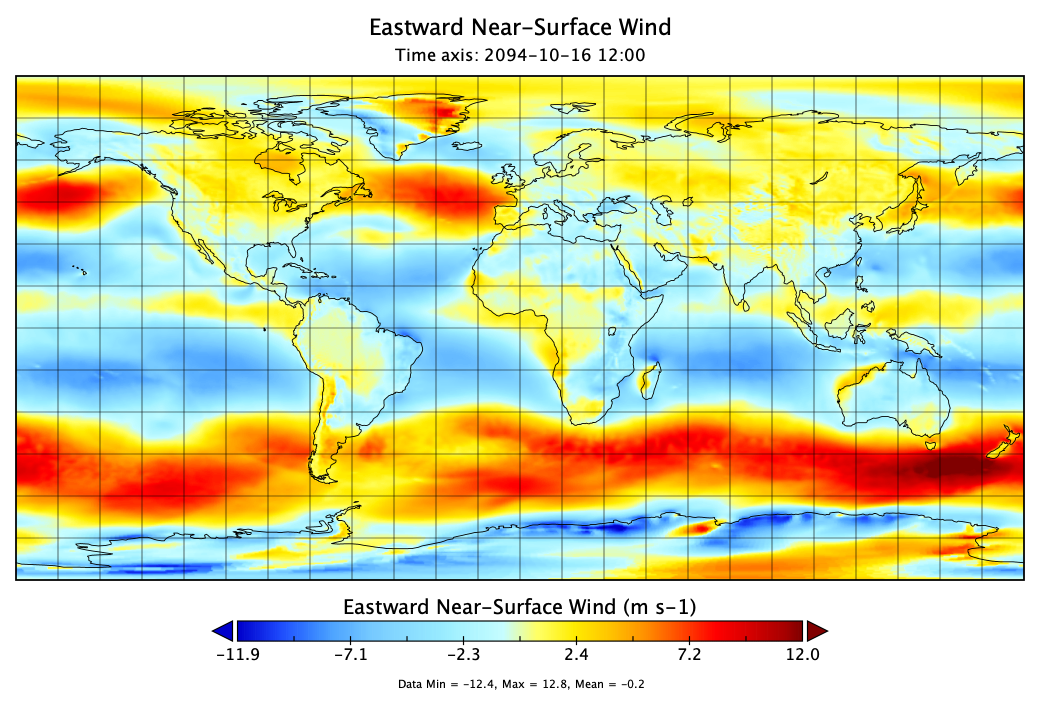 Eastward Near-Surface Wind
Time axis: 2094-10-16 12:00
Eastward Near-Surface Wind (m s-1)
-11.9 -7.1 -2.3 2.4 7.2 12.0
Data Min = -12.4, Max = 12.8, Mean = -0.2